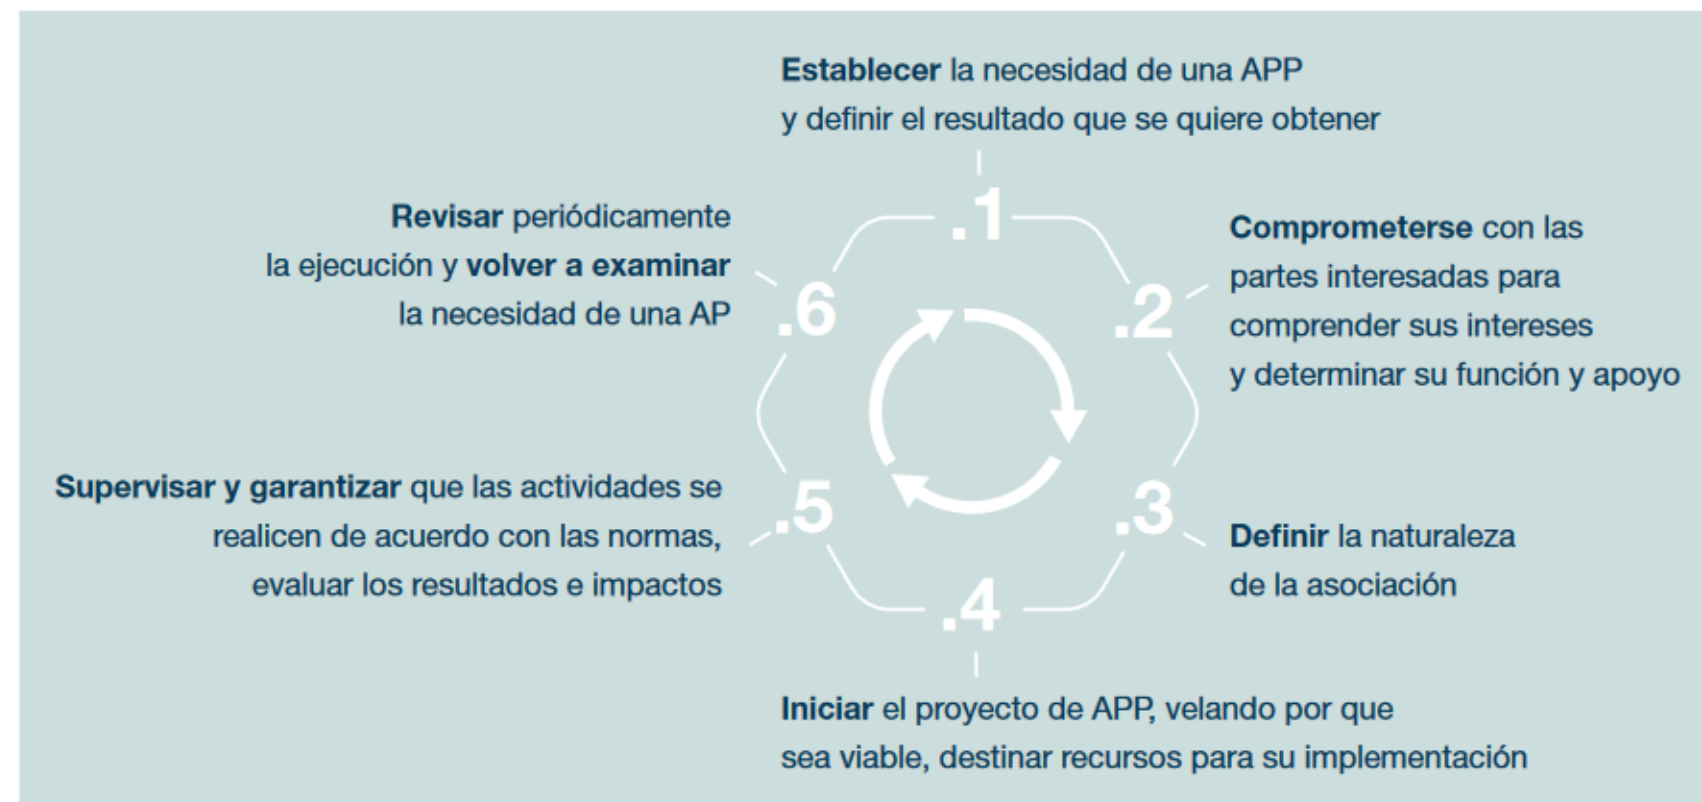 Establecer la necesidad de una APP
y definir el resultado que se quiere obtener
.1
Comprometerse con las
partes interesadas para
comprender sus intereses
y determinar su función y apoyo
.2
Definir la naturaleza
de la asociación
.3
.4
Iniciar el proyecto de APP, velando por que
sea viable, destinar recursos para su implementación
Supervisar y garantizar que las actividades se
realicen de acuerdo con las normas,
evaluar los resultados e impactos
.5
Revisar periódicamente
la ejecución y volver a examinar
la necesidad de una AP
.6